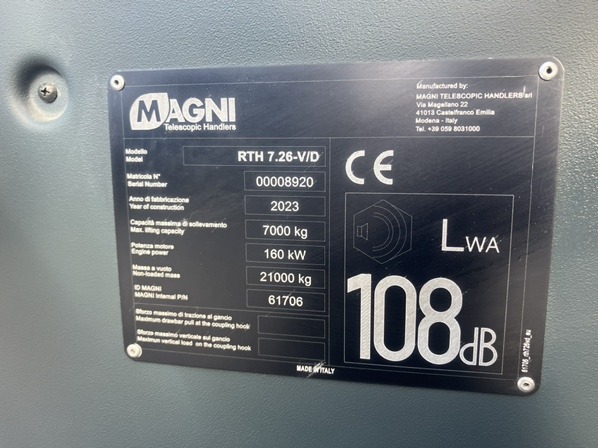 MAGNI
Telescopic Handlers
Manufactured by:
MAGNI TELESCOPIC HANDLERS srl
Via Magellano 22
41013 Castelfranco Emilia
Modena - Italy
Tel. +39 059 8031000
Modello
Model
RTH 7.26-V/D
Matricola N°
Serial Number
00008920
Anno di fabbricazione
Year of construction
2023
Capacità massima di sollevamento
Max. lifting capacity
7000 kg
Potenza motore
Engine power
160 kW
Massa a vuoto
Non-loaded mass
21000 kg
ID MAGNI
MAGNI Internal P/N
61706
Sforzo massimo di trazione al gancio
Maximum drawbar pull at the coupling hook
Sforzo massimo verticale sul gancio
Maximum vertical load on the coupling hook
CE
LWA
108dB
MADE IN ITALY